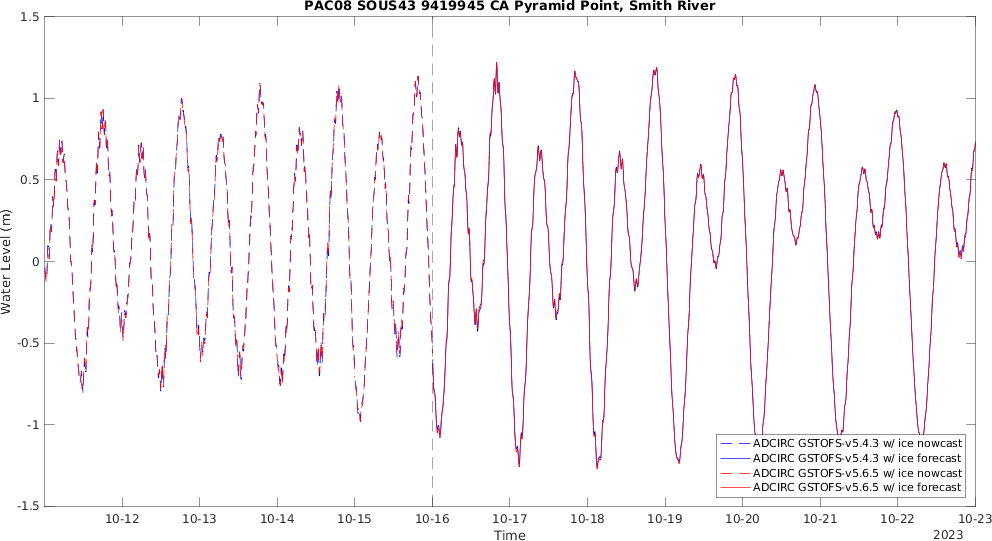 PAC08 SOUS43 9419945 CA Pyramid Point, Smith River
1.5
1
0.5
0
-0.5
-1
-1.5
Water Level (m)
10-12
10-13
10-14
10-15
10-16
10-17
10-18
10-19
10-20
10-21
10-22
10-23
2023
Time
ADCIRC GSTOFS-v5.4.3 w/ ice nowcast
ADCIRC GSTOFS-v5.4.3 w/ ice forecast
ADCIRC GSTOFS-v5.6.5 w/ ice nowcast
ADCIRC GSTOFS-v5.6.5 w/ ice forecast